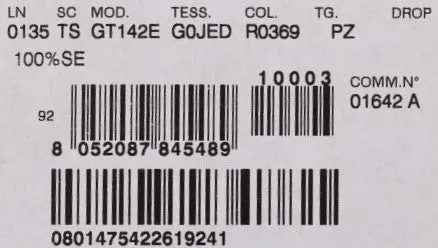 LN SC MOD. TESS. COL. TG. DROP
0135 TS GT142E G0JED R0369 PZ
100%SE
10003
COMM.N°
01642 A
92
8 052087 845489
0801475422619241